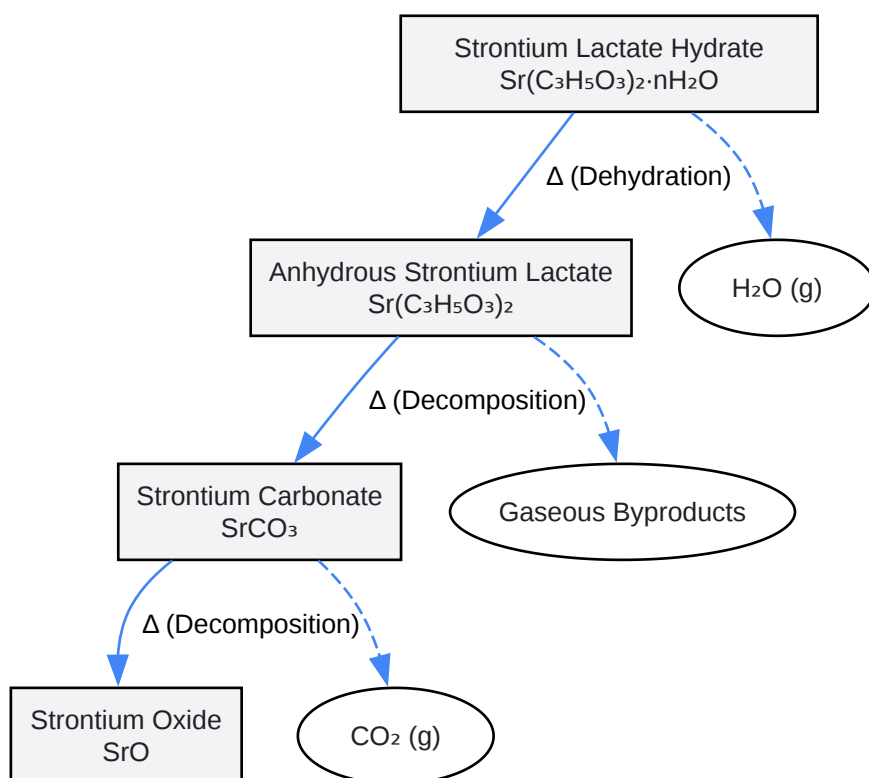 Strontium Lactate Hydrate
Sr(C₃H₅O₃)₂·nH₂O
Δ (Dehydration)
Anhydrous Strontium Lactate
Sr(C₃H₅O₃)₂
H₂O (g)
Δ (Decomposition)
Strontium Carbonate
SrCO₃
Gaseous Byproducts
Δ (Decomposition)
Strontium Oxide
SrO
CO₂ (g)